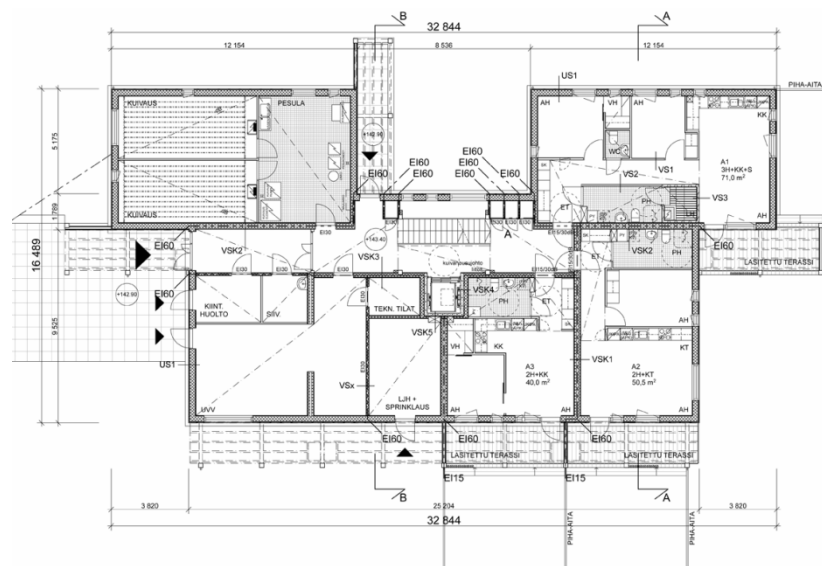 B
A
32 844
12 154
8 536
12 154
US1
PIHA-AITA
KUIVAUS
PESULA
AH
VH
AH
KK
5 175
+142.90
EI60
EI60
EI60
EI60
EI60
EI60
WC
A1
3H+KK+S
71,0 m²
VS2
VS1
KUIVAUS
PH
VS3
1 789
ET
AH
16 489
EI60
VSK2
VSK3
+143.40
A
VSK2
PH
EI60
LASITETTU TERASSI
EI30
EI30
EI30
ET
+142.90
EI60
KIINT.
HUOLTO
SIIV.
TEKN. TILAT
VSK4
PH
ET
AH
9 525
VSK5
US1
VSx
VH
KK
VSK1
KT
A3
2H+KK
40,0 m²
A2
2H+KT
50,5 m²
UVV
LJH +
SPRINKLAUS
AH
AH
AH
AH
EI60
EI60
EI60
LASITETTU TERASSI
LASITETTU TERASSI
B
EI15
EI15
A
3 820
25 204
3 820
32 844
PIHA-AITA
PIHA-AITA